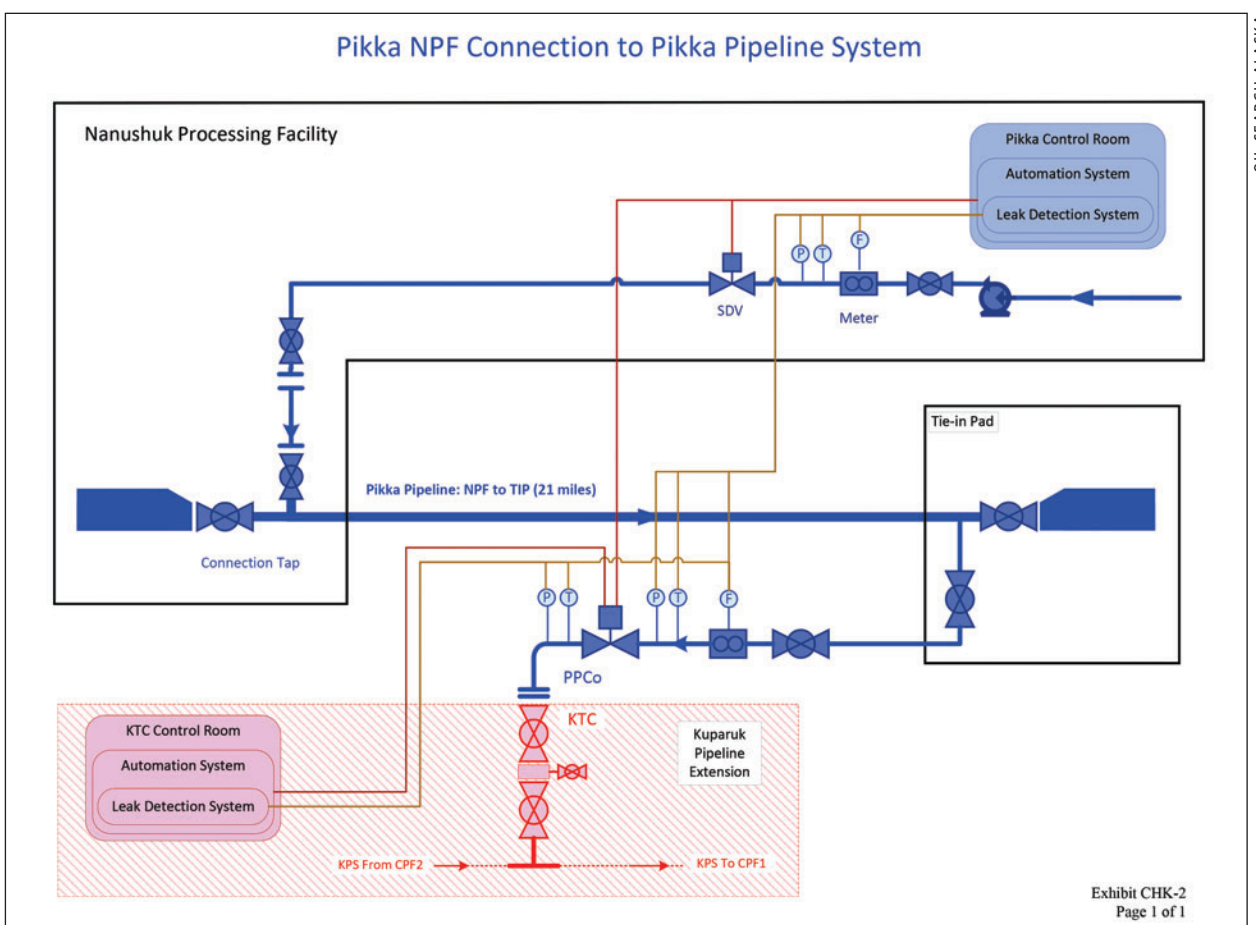 Pikka NPF Connection to Pikka Pipeline System
Nanushuk Processing Facility
Pikka Control Room
Automation System
Leak Detection System
P
T
F
SDV
Meter
Tie-in Pad
Pikka Pipeline: NPF to TIP (21 miles)
Connection Tap
P
T
P
T
F
PPCo
KTC
KTC Control Room
Automation System
Leak Detection System
Kuparuk
Pipeline
Extension
KPS From CPF2
KPS To CPF1
Exhibit CHK-2
Page 1 of 1